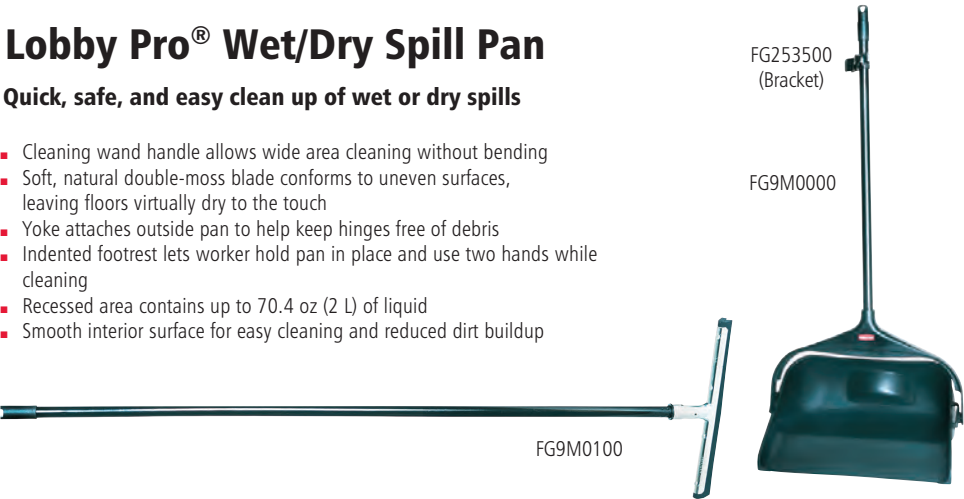 Lobby Pro® Wet/Dry Spill Pan
Quick, safe, and easy clean up of wet or dry spills
▪ Cleaning wand handle allows wide area cleaning without bending
▪ Soft, natural double-moss blade conforms to uneven surfaces,
leaving floors virtually dry to the touch
▪ Yoke attaches outside pan to help keep hinges free of debris
▪ Indented footrest lets worker hold pan in place and use two hands while
cleaning
▪ Recessed area contains up to 70.4 oz (2 L) of liquid
▪ Smooth interior surface for easy cleaning and reduced dirt buildup
FG253500
(Bracket)
FG9M0000
FG9M0100